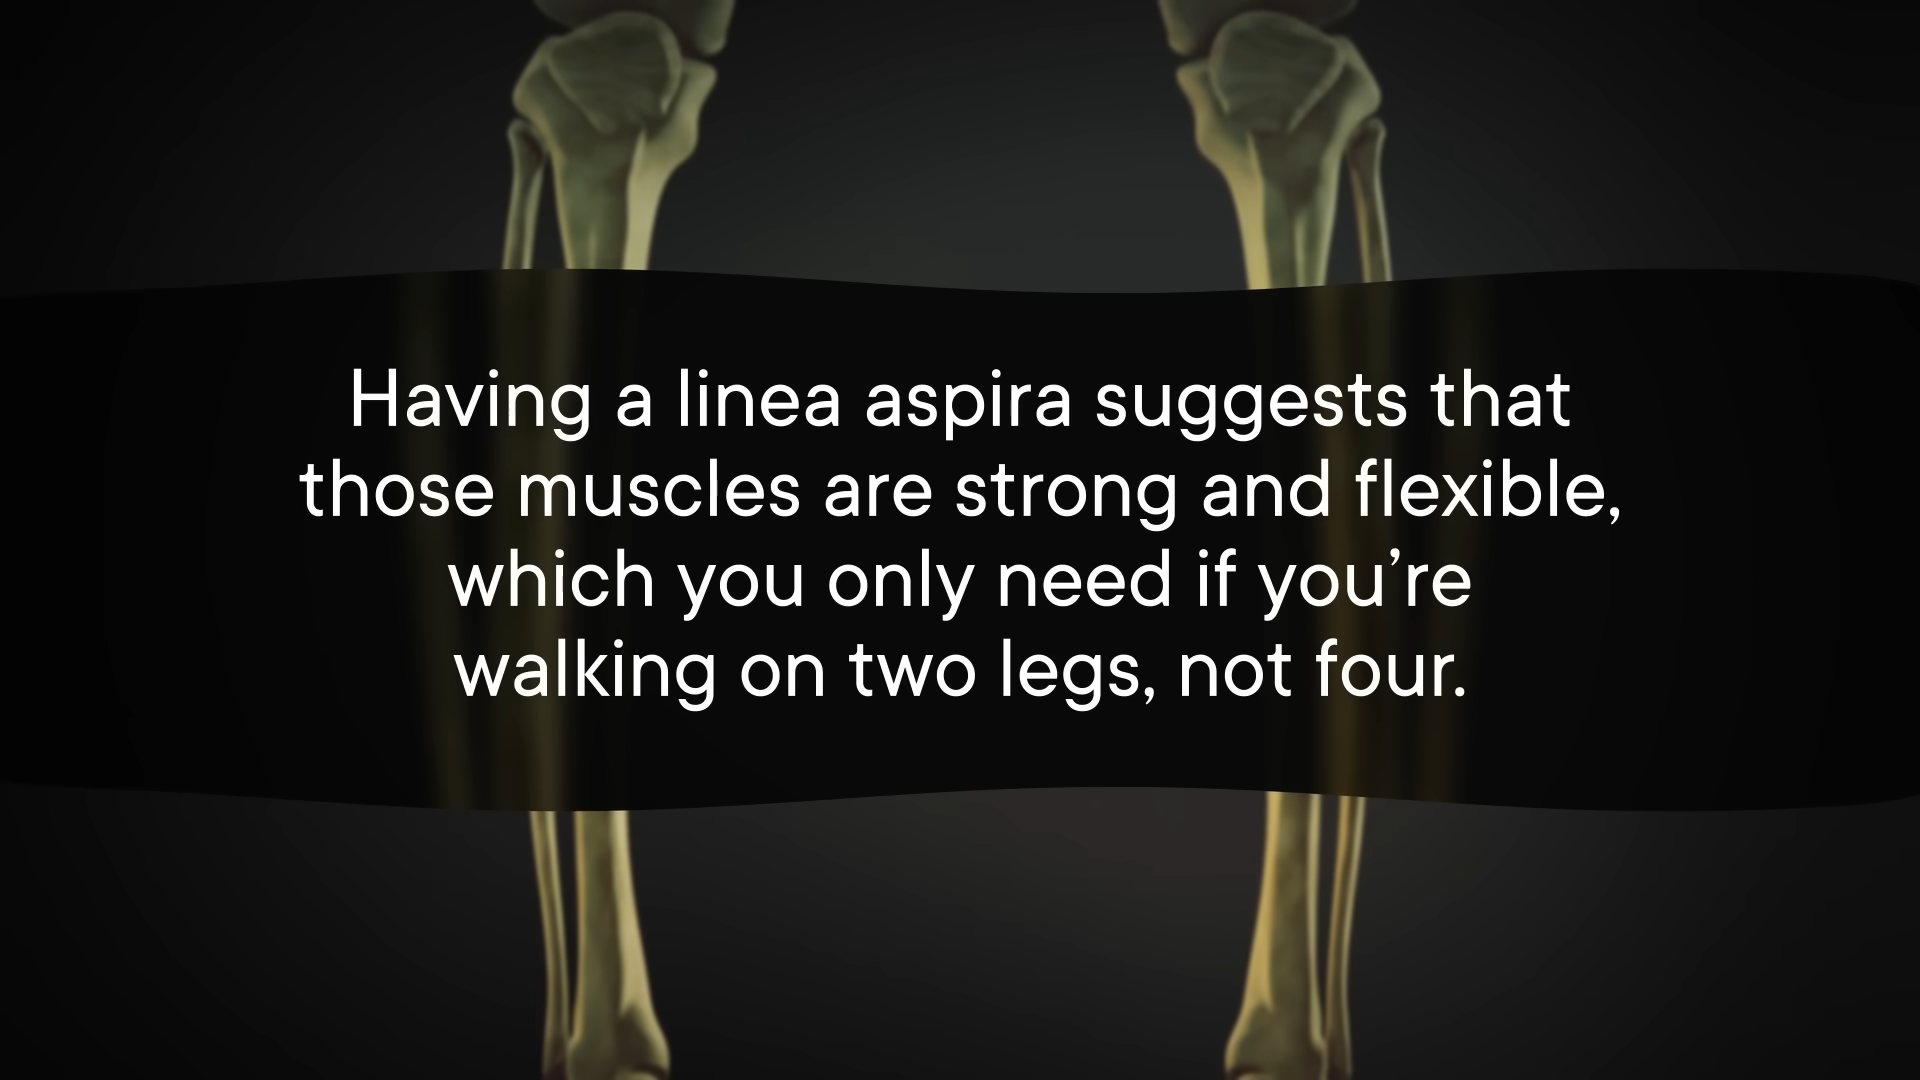 Having a linea aspira suggests that
those muscles are strong and flexible,
which you only need if you’re
walking on two legs, not four.